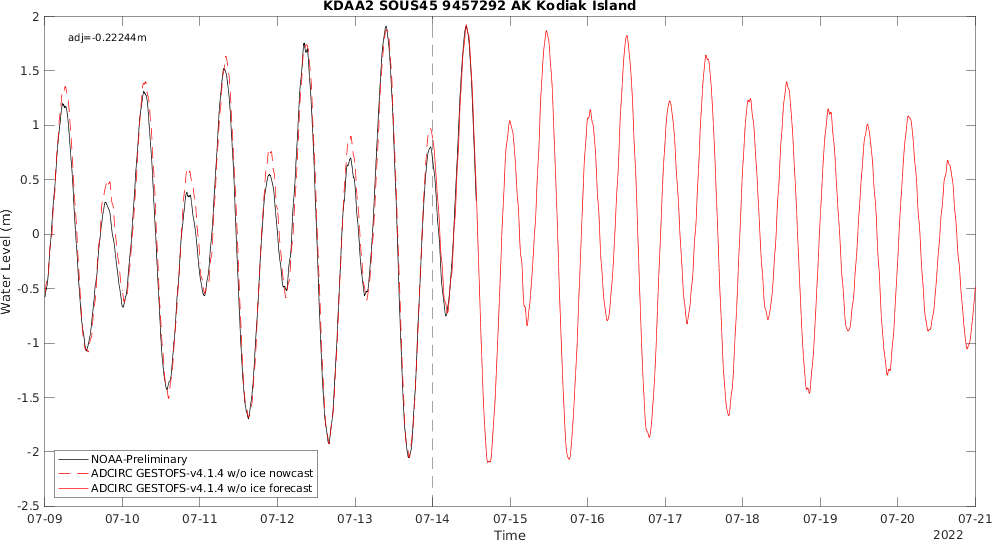 KDAA2 SOUS45 9457292 AK Kodiak Island
adj=-0.22244m
2
1.5
1
0.5
0
-0.5
-1
-1.5
-2
-2.5
Water Level (m)
NOAA-Preliminary
ADCIRC GESTOFS-v4.1.4 w/o ice nowcast
ADCIRC GESTOFS-v4.1.4 w/o ice forecast
07-09 07-10 07-11 07-12 07-13 07-14 07-15 07-16 07-17 07-18 07-19 07-20 07-21
Time
2022